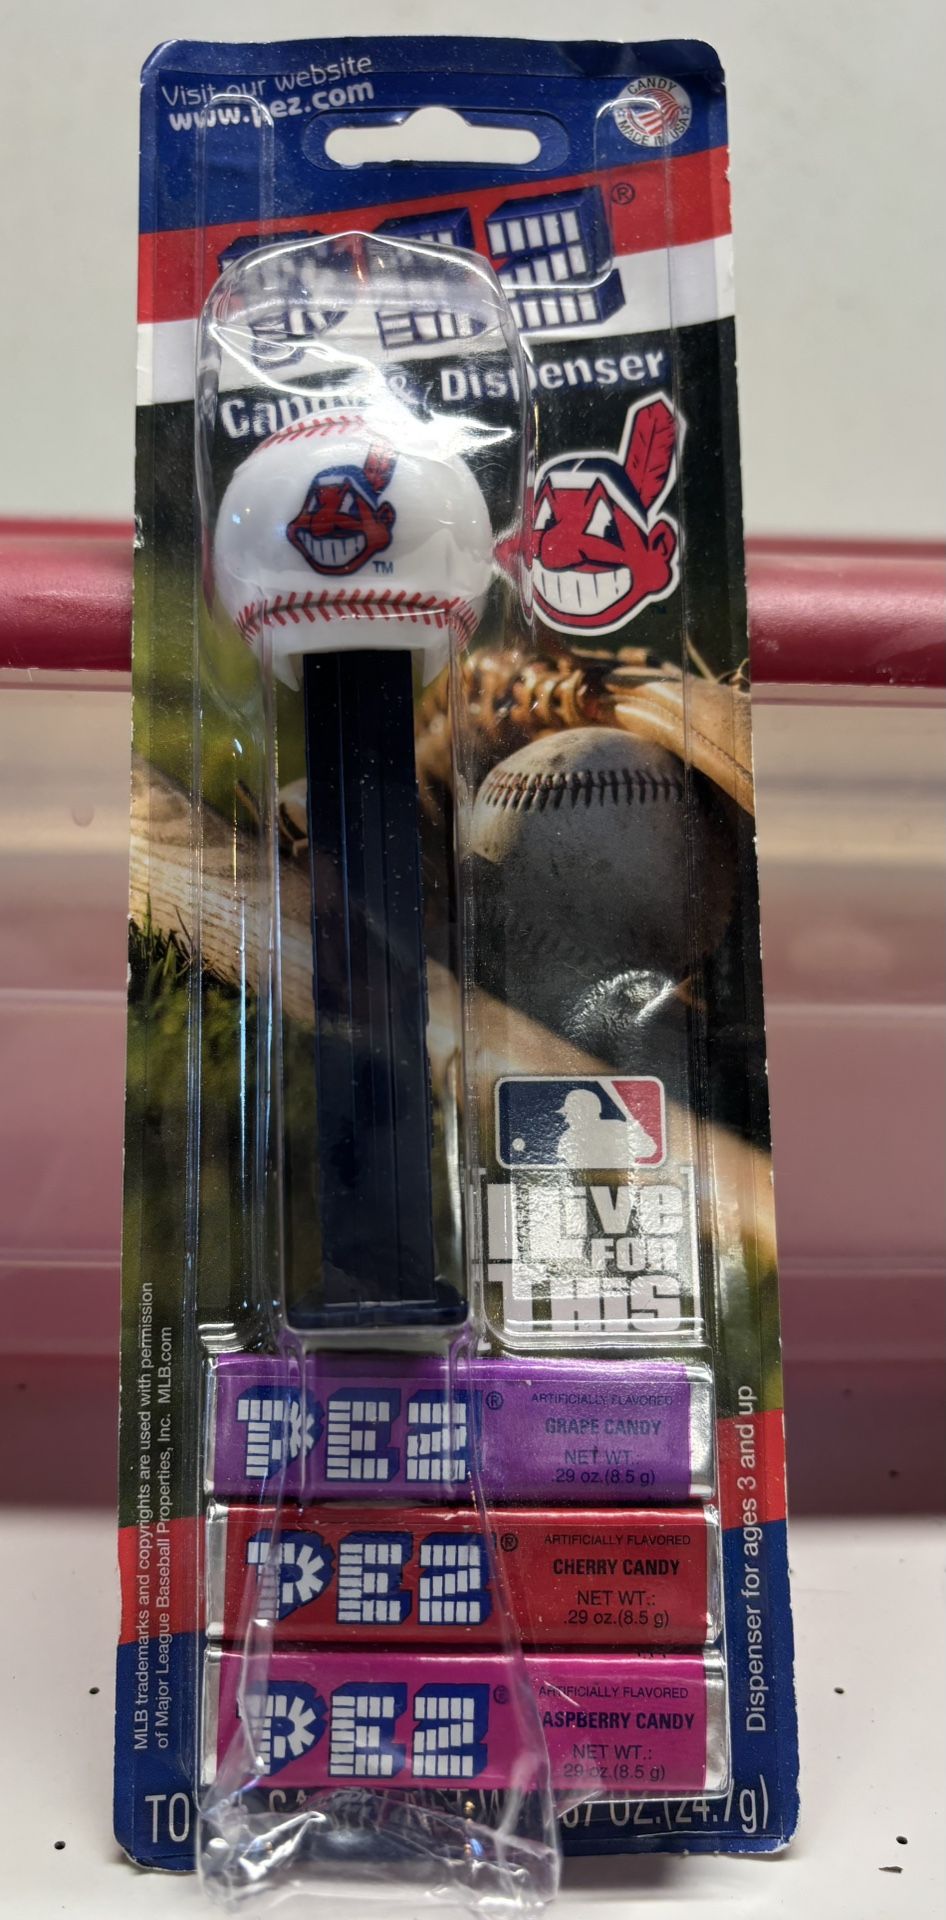 Visit our website
www.pez.com
CANDY
MADE IN USA
PEZ®
Candy & Dispenser
TM
I Live
FOR
THIS
MLB trademarks and copyrights are used with permission
of Major League Baseball Properties, Inc. MLB.com
PEZ®
ARTIFICIALLY FLAVORED
GRAPE CANDY
NET WT.:
.29 oz.(8.5 g)
PEZ®
ARTIFICIALLY FLAVORED
CHERRY CANDY
NET WT.:
.29 oz.(8.5 g)
PEZ®
ARTIFICIALLY FLAVORED
ASPBERRY CANDY
NET WT.:
.29 oz.(8.5 g)
Dispenser for ages 3 and up
OZ.(24.7g)